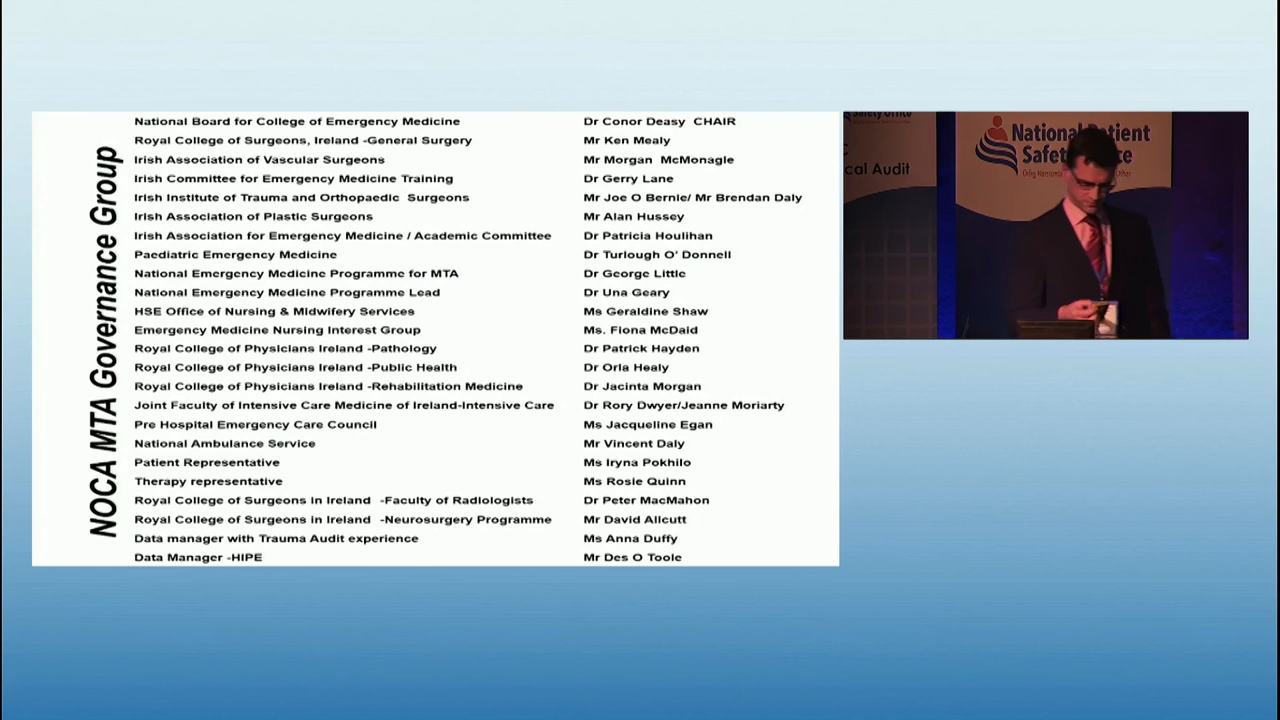 NOCA MTA Governance Group
National Board for College of Emergency Medicine Dr Conor Deasy CHAIR
Royal College of Surgeons, Ireland -General Surgery Mr Ken Mealy
Irish Association of Vascular Surgeons Mr Morgan McMonagle
Irish Committee for Emergency Medicine Training Dr Gerry Lane
Irish Institute of Trauma and Orthopaedic Surgeons Mr Joe O Bernie/ Mr Brendan Daly
Irish Association of Plastic Surgeons Mr Alan Hussey
Irish Association for Emergency Medicine / Academic Committee Dr Patricia Houlihan
Paediatric Emergency Medicine Dr Turlough O' Donnell
National Emergency Medicine Programme for MTA Dr George Little
National Emergency Medicine Programme Lead Dr Una Geary
HSE Office of Nursing & Midwifery Services Ms Geraldine Shaw
Emergency Medicine Nursing Interest Group Ms. Fiona McDaid
Royal College of Physicians Ireland -Pathology Dr Patrick Hayden
Royal College of Physicians Ireland -Public Health Dr Orla Healy
Royal College of Physicians Ireland -Rehabilitation Medicine Dr Jacinta Morgan
Joint Faculty of Intensive Care Medicine of Ireland-Intensive Care Dr Rory Dwyer/Jeanne Moriarty
Pre Hospital Emergency Care Council Ms Jacqueline Egan
National Ambulance Service Mr Vincent Daly
Patient Representative Ms Iryna Pokhilo
Therapy representative Ms Rosie Quinn
Royal College of Surgeons in Ireland -Faculty of Radiologists Dr Peter MacMahon
Royal College of Surgeons in Ireland -Neurosurgery Programme Mr David Allcutt
Data manager with Trauma Audit experience Ms Anna Duffy
Data Manager -HIPE Mr Des O Toole
Safety Office
cal Audit
National P tient
Safet ce